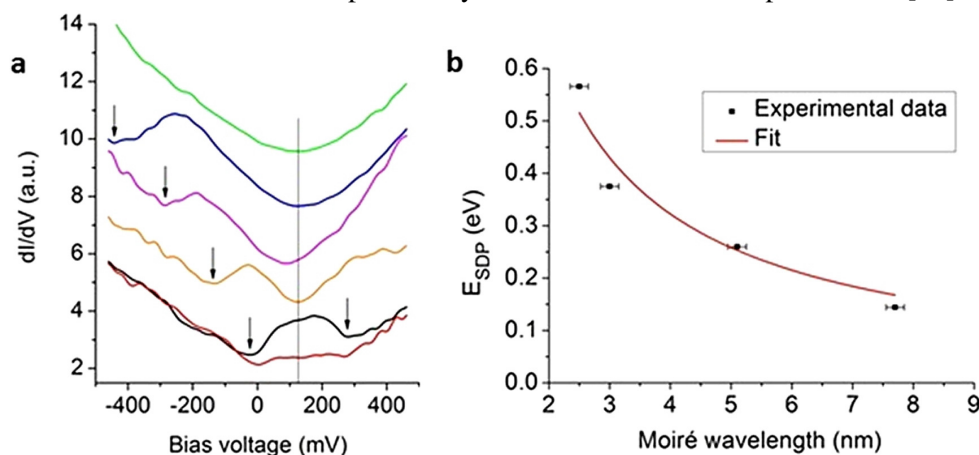 a
14
12
10
8
6
4
2
dI/dV (a.u.)
-400 -200 0 200 400
Bias voltage (mV)
b
0.6
0.5
0.4
0.3
0.2
0.1
0.0
E_SDP (eV)
Experimental data
Fit
2 3 4 5 6 7 8 9
Moiré wavelength (nm)